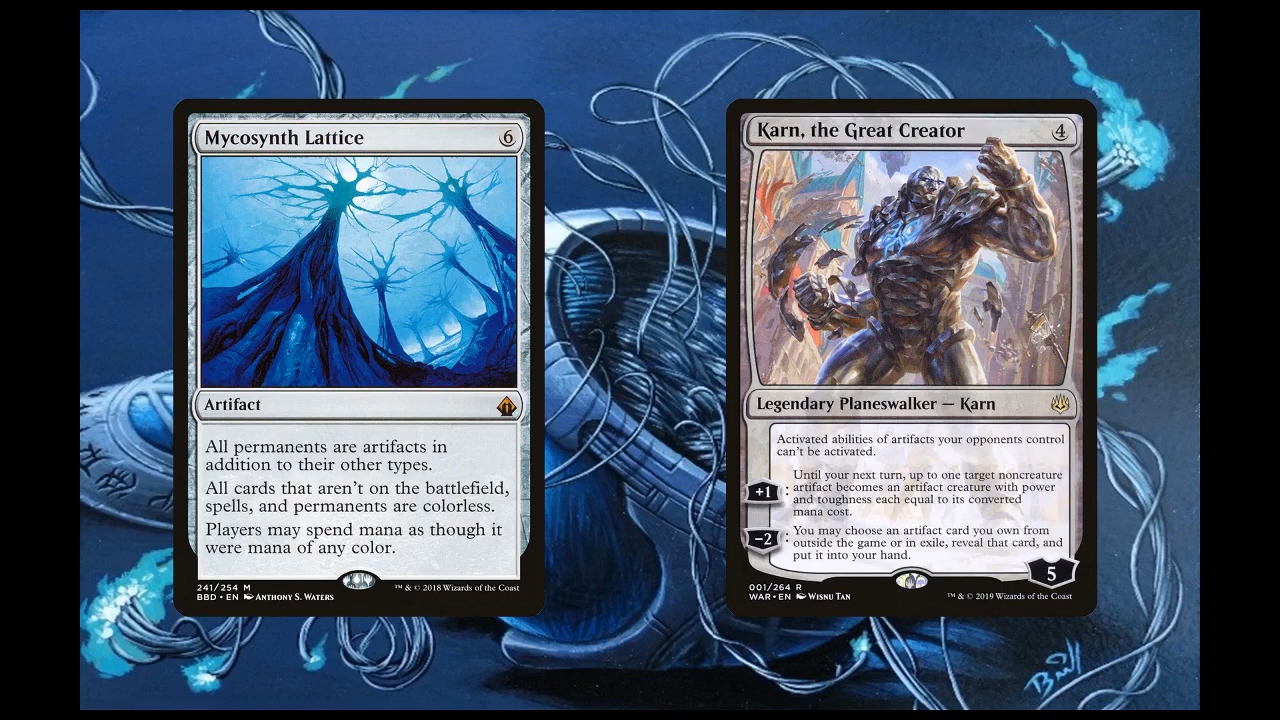 Mycosynth Lattice 6
Artifact
All permanents are artifacts in
addition to their other types.
All cards that aren't on the battlefield,
spells, and permanents are colorless.
Players may spend mana as though it
were mana of any color.
241/254 M
BBD • EN Anthony S. Waters
™ & © 2018 Wizards of the Coast
Karn, the Great Creator 4
Legendary Planeswalker — Karn
Activated abilities of artifacts your opponents control
can't be activated.
+1 : Until your next turn, up to one target noncreature
artifact becomes an artifact creature with power
and toughness each equal to its converted
mana cost.
−2 : You may choose an artifact card you own from
outside the game or in exile, reveal that card, and
put it into your hand.
5
001/264 R
WAR • EN Wisnu Tan
™ & © 2019 Wizards of the Coast